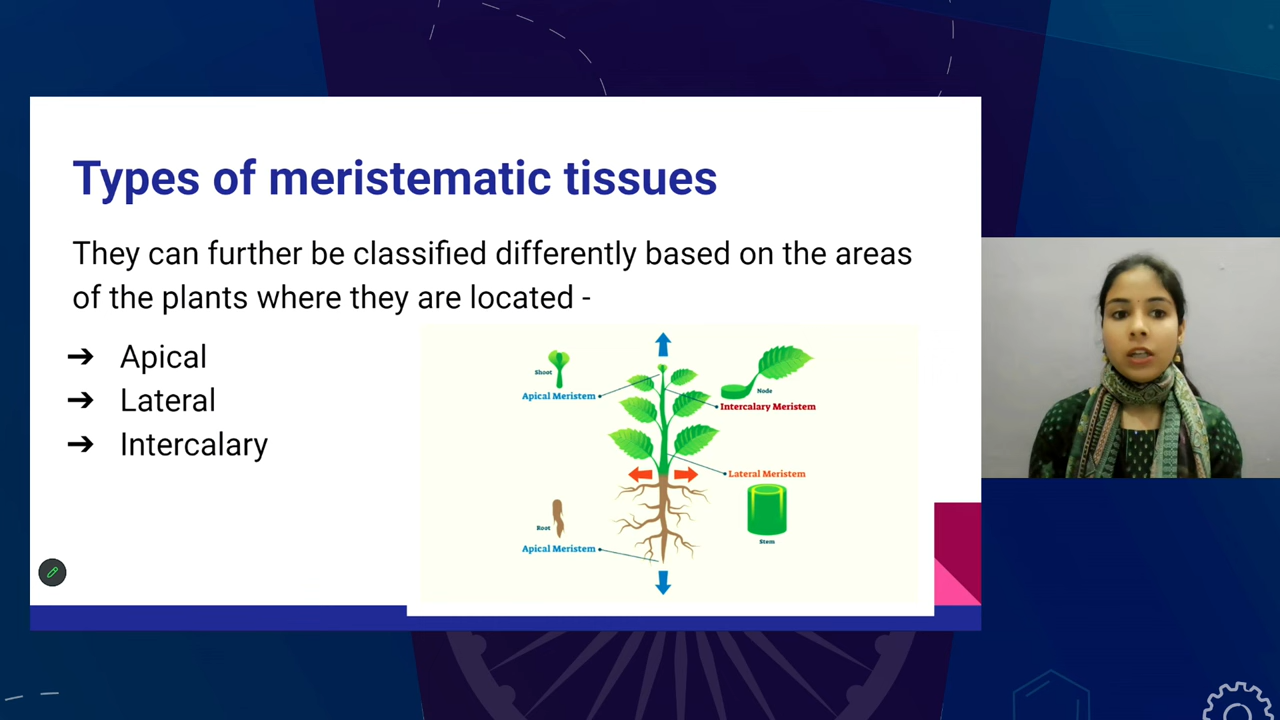 Types of meristematic tissues
They can further be classified differently based on the areas
of the plants where they are located -
➔ Apical
➔ Lateral
➔ Intercalary
Shoot
Apical Meristem
Node
Intercalary Meristem
Lateral Meristem
Stem
Root
Apical Meristem